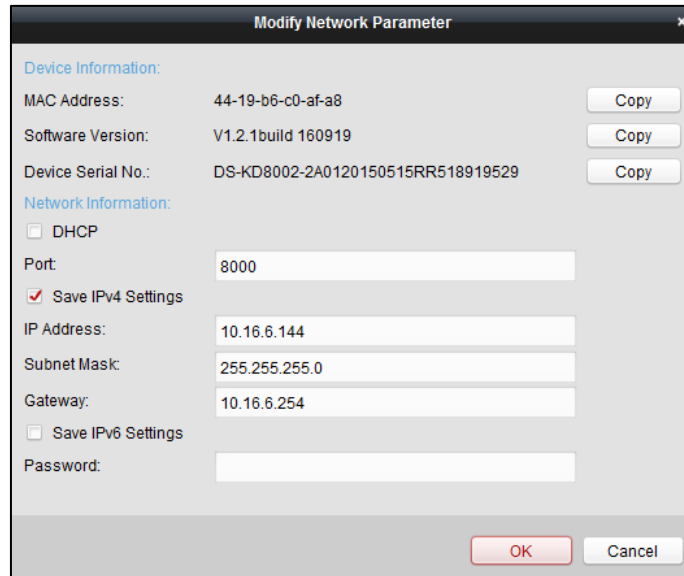 Modify Network Parameter
Device Information:
MAC Address: 44-19-b6-c0-af-a8 Copy
Software Version: V1.2.1build 160919 Copy
Device Serial No.: DS-KD8002-2A0120150515RR518919529 Copy
Network Information:
DHCP
Port: 8000
Save IPv4 Settings
IP Address: 10.16.6.144
Subnet Mask: 255.255.255.0
Gateway: 10.16.6.254
Save IPv6 Settings
Password:
OK Cancel